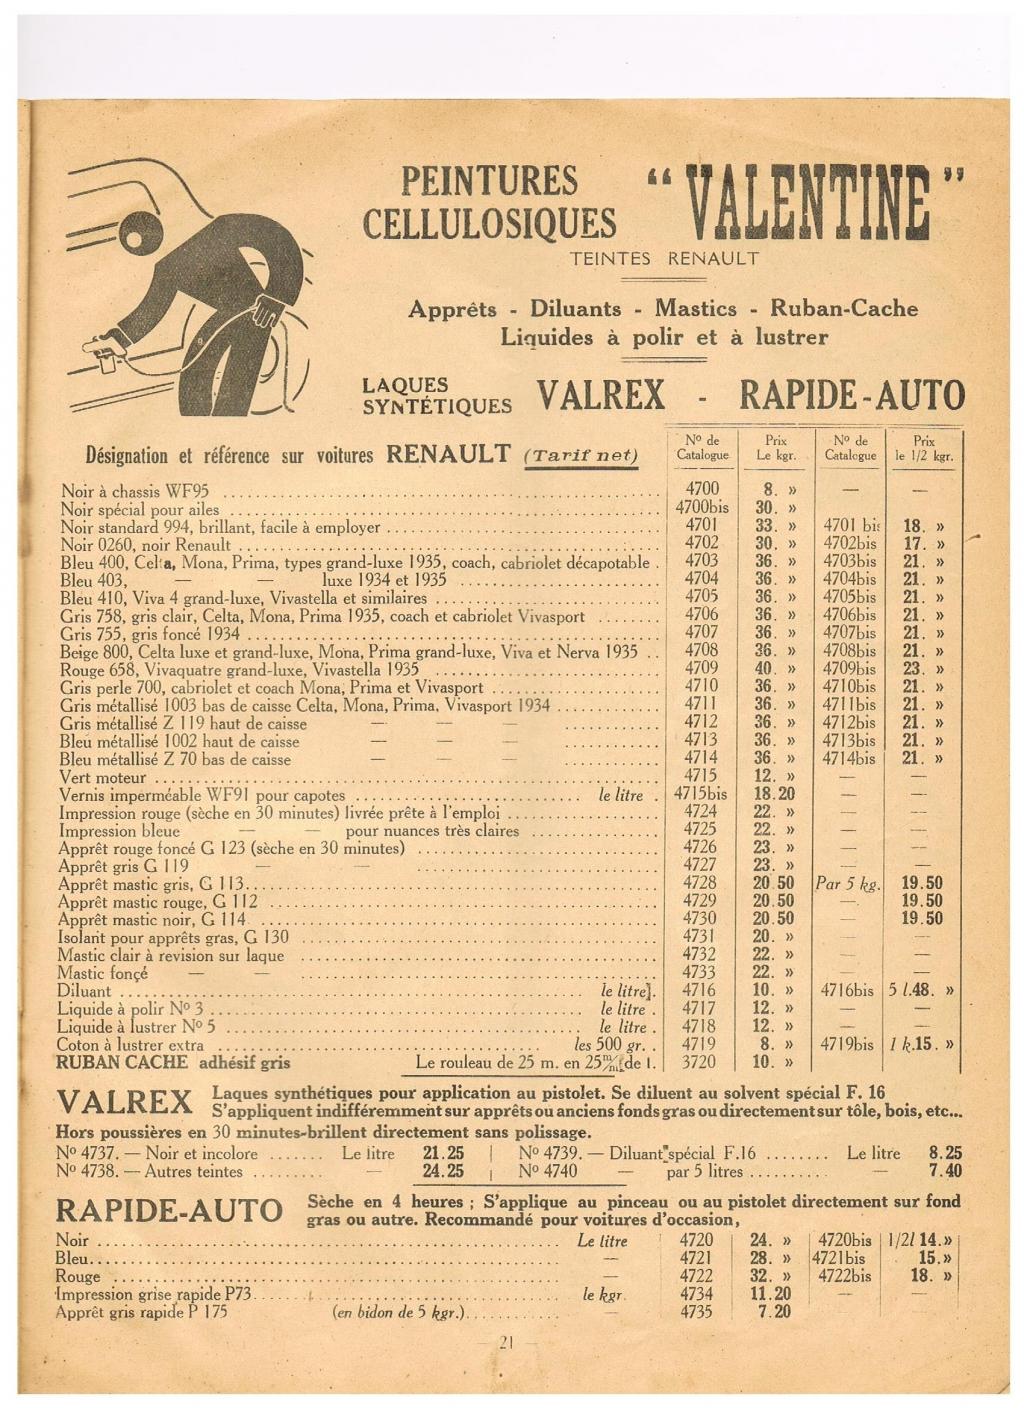 PEINTURES CELLULOSIQUES “VALENTINE”
TEINTES RENAULT
Apprêts - Diluants - Mastics - Ruban-Cache
Liquides à polir et à lustrer
LAQUES SYNTÉTIQUES VALREX - RAPIDE-AUTO
Désignation et référence sur voitures RENAULT (Tarif net) | Nº de Catalogue | Prix Le kgr. | Nº de Catalogue | Prix le 1/2 kgr.
Noir à chassis WF95 .......... 4700 8. » — —
Noir spécial pour ailes .......... 4700bis 30. »
Noir standard 994, brillant, facile à employer .......... 4701 33. » 4701 bis 18. »
Noir 0260, noir Renault .......... 4702 30. » 4702bis 17. »
Bleu 400, Celta, Mona, Prima, types grand-luxe 1935, coach, cabriolet décapotable . 4703 36. » 4703bis 21. »
Bleu 403, — — luxe 1934 et 1935 .......... 4704 36. » 4704bis 21. »
Bleu 410, Viva 4 grand-luxe, Vivastella et similaires .......... 4705 36. » 4705bis 21. »
Gris 758, gris clair, Celta, Mona, Prima 1935, coach et cabriolet Vivasport ........ 4706 36. » 4706bis 21. »
Gris 755, gris foncé 1934 .......... 4707 36. » 4707bis 21. »
Beige 800, Celta luxe et grand-luxe, Mona, Prima grand-luxe, Viva et Nerva 1935 .. 4708 36. » 4708bis 21. »
Rouge 658, Vivaquatre grand-luxe, Vivastella 1935 .......... 4709 40. » 4709bis 23. »
Gris perle 700, cabriolet et coach Mona, Prima et Vivasport .......... 4710 36. » 4710bis 21. »
Gris métallisé 1003 bas de caisse Celta, Mona, Prima, Vivasport 1934 .......... 4711 36. » 4711bis 21. »
Gris métallisé Z 119 haut de caisse — — — 4712 36. » 4712bis 21. »
Bleu métallisé 1002 haut de caisse — — — .......... 4713 36. » 4713bis 21. »
Bleu métallisé Z 70 bas de caisse — — — .......... 4714 36. » 4714bis 21. »
Vert moteur .......... 4715 12. » — —
Vernis imperméable WF91 pour capotes .......... le litre . 4715bis 18.20 — —
Impression rouge (sèche en 30 minutes) livrée prête à l'emploi .......... 4724 22. » — —
Impression bleue — — pour nuances très claires .......... 4725 22. » — —
Apprêt rouge foncé G 123 (sèche en 30 minutes) .......... 4726 23. » — —
Apprêt gris G 119 — — .......... 4727 23. » — —
Apprêt mastic gris, G 113 .......... 4728 20.50 Par 5 kg. 19.50
Apprêt mastic rouge, G 112 .......... 4729 20.50 — 19.50
Apprêt mastic noir, G 114 .......... 4730 20.50 — 19.50
Isolant pour apprêts gras, G 130 .......... 4731 20. » — —
Mastic clair à revision sur laque .......... 4732 22. » — —
Mastic fonçé — — .......... 4733 22. » — —
Diluant .......... le litre. 4716 10. » 4716bis 5 l.48. »
Liquide à polir Nº 3 .......... le litre . 4717 12. » — —
Liquide à lustrer Nº 5 .......... le litre . 4718 12. » — —
Coton à lustrer extra .......... les 500 gr. . 4719 8. » 4719bis 1 k.15. »
RUBAN CACHE adhésif gris Le rouleau de 25 m. en 25 m/m de l. 3720 10. »
VALREX Laques synthétiques pour application au pistolet. Se diluent au solvent spécial F. 16
S'appliquent indifféremment sur apprêts ou anciens fonds gras ou directement sur tôle, bois, etc...
Hors poussières en 30 minutes-brillent directement sans polissage.
Nº 4737. — Noir et incolore ....... Le litre 21.25 | Nº 4739. — Diluant spécial F.16 ........ Le litre 8.25
Nº 4738. — Autres teintes ......... — 24.25 | Nº 4740 — par 5 litres .......... — 7.40
RAPIDE-AUTO Sèche en 4 heures ; S'applique au pinceau ou au pistolet directement sur fond
gras ou autre. Recommandé pour voitures d'occasion,
Noir .......... Le litre 4720 24. » 4720bis 1/2l 14.»
Bleu .......... — 4721 28. » 4721bis 15.»
Rouge .......... — 4722 32. » 4722bis 18. »
Impression grise rapide P73 .......... le kgr. 4734 11.20 — —
Apprêt gris rapide P 175 (en bidon de 5 kgr.) .......... — 4735 7.20
— 21 —